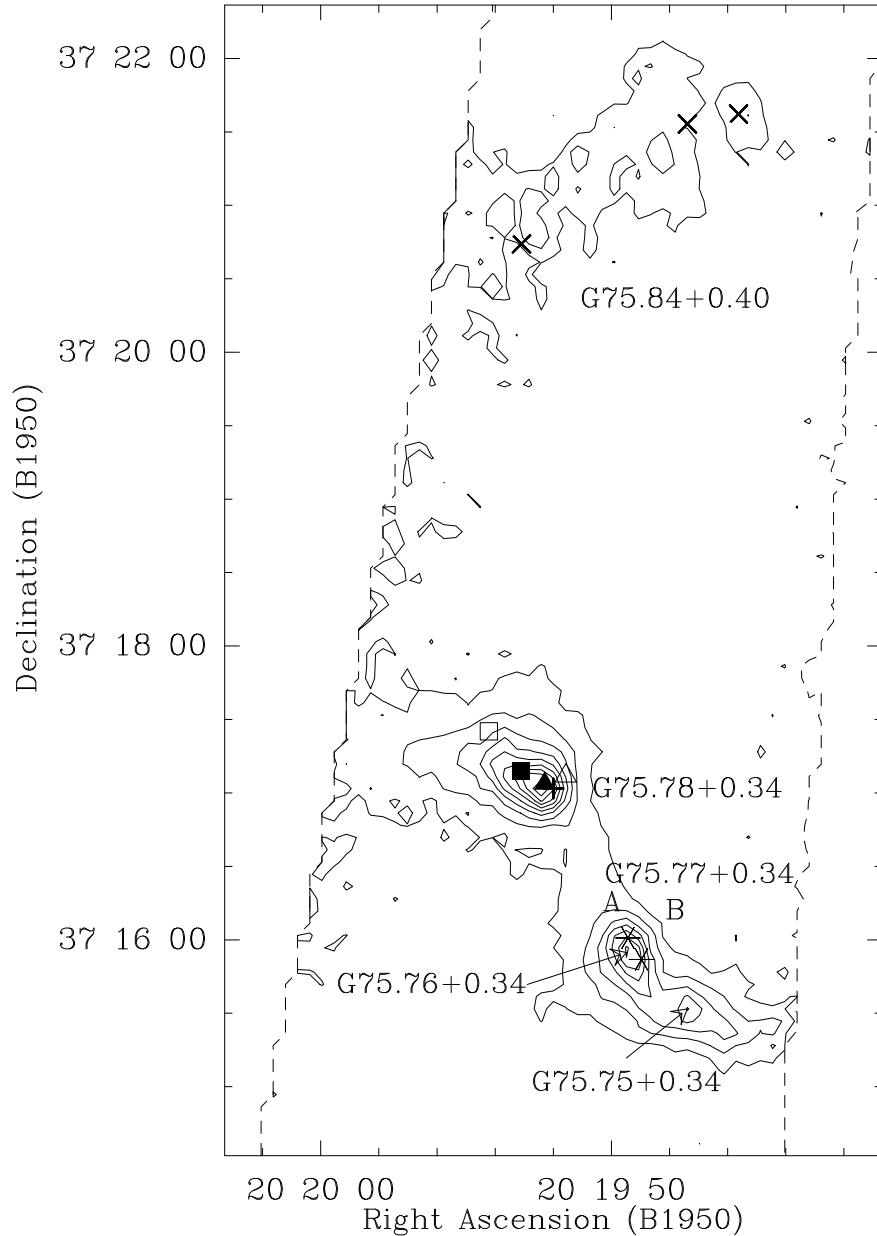 37 22 00
G75.84+0.40
37 20 00
Declination (B1950)
37 18 00
G75.78+0.34
G75.77+0.34
A B
37 16 00
G75.76+0.34
G75.75+0.34
20 20 00
20 19 50
Right Ascension (B1950)